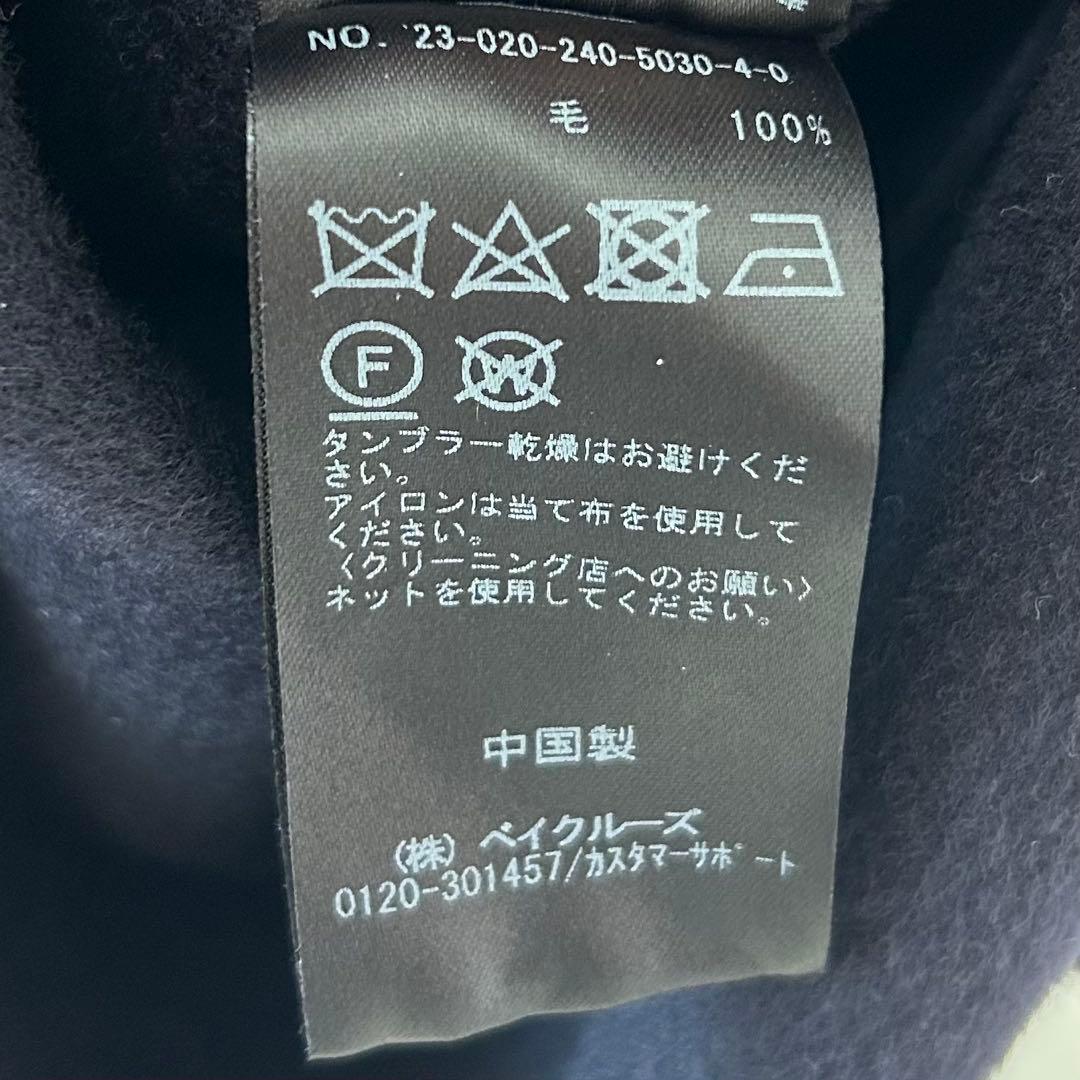 NO. 23-020-240-5030-4-0
毛 100%
F
W
タンブラー乾燥はお避けくだ
さい。
アイロンは当て布を使用して
ください。
〈クリーニング店へのお願い〉
ネットを使用してください。
中国製
(株) ベイクルーズ
0120-301457/カスタマーサポート